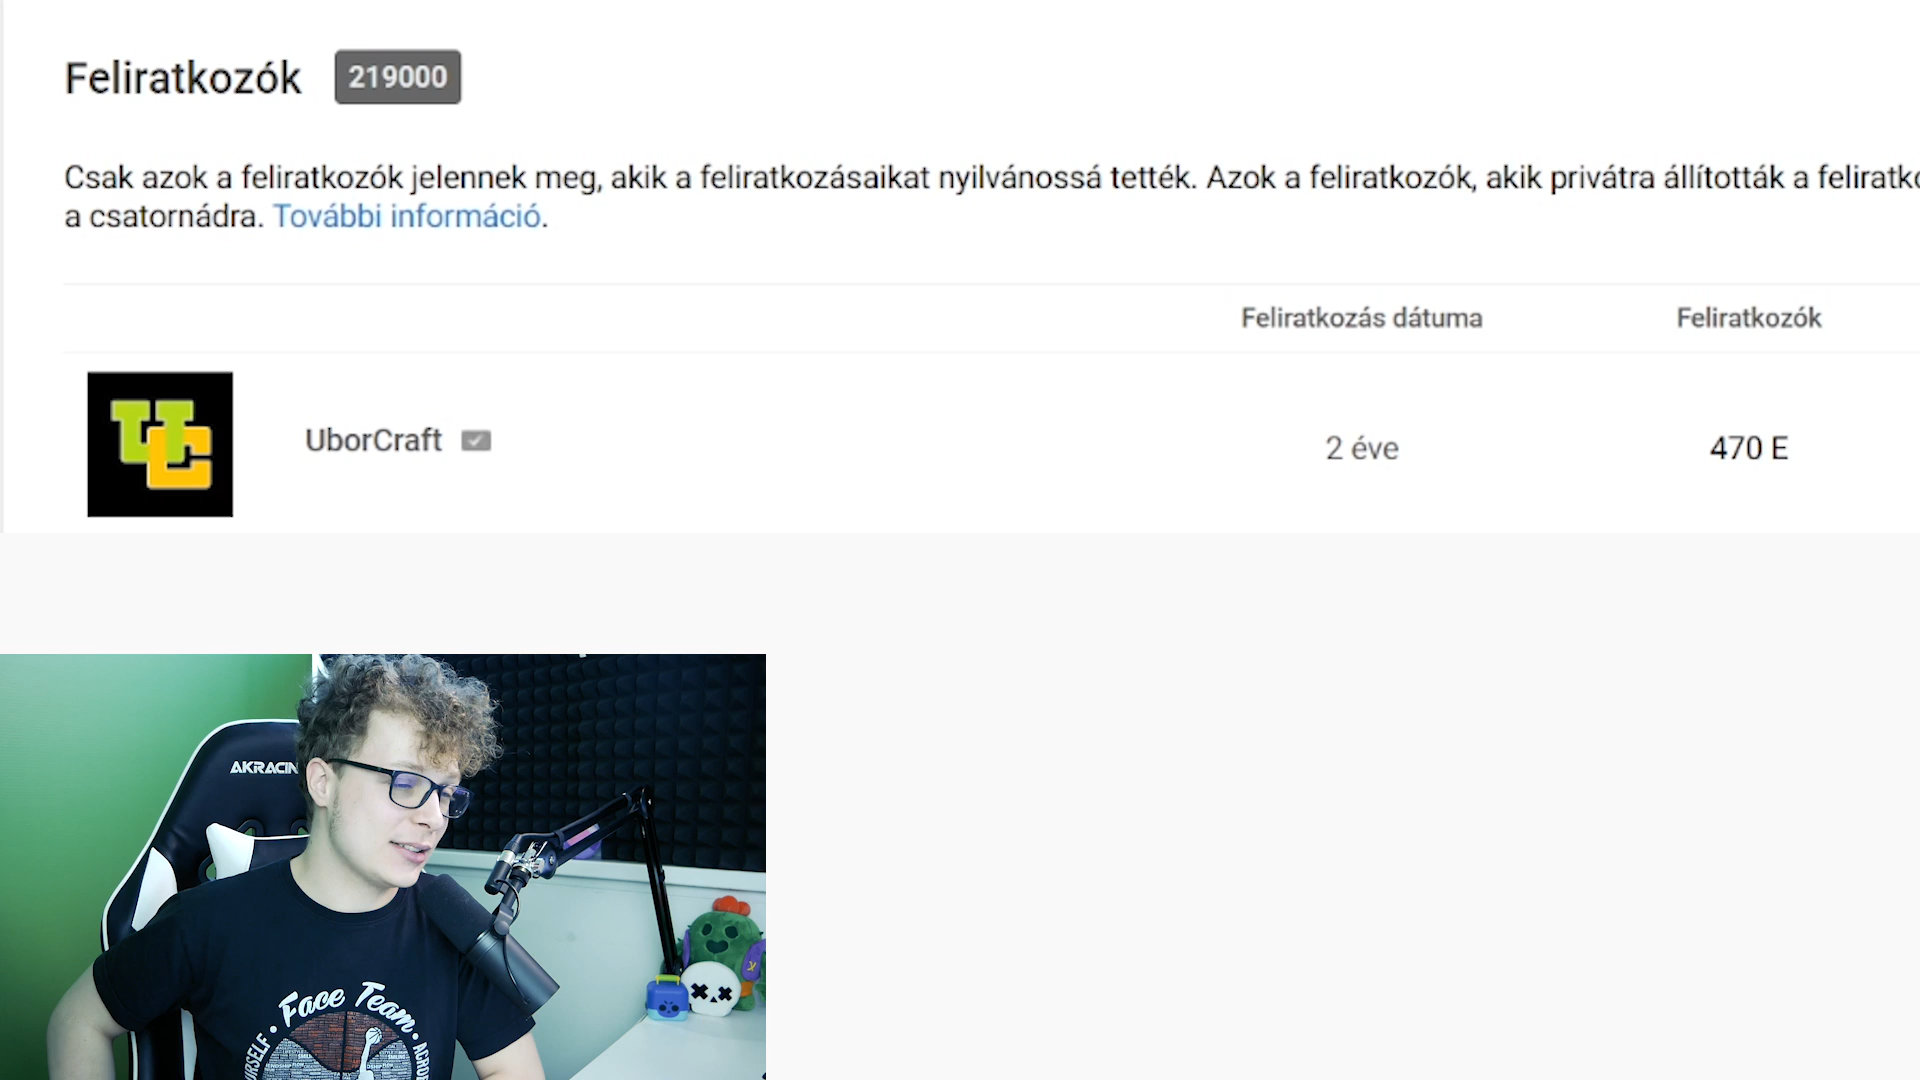 Feliratkozók 219000
Csak azok a feliratkozók jelennek meg, akik a feliratkozásaikat nyilvánossá tették. Azok a feliratkozók, akik privátra állították a
a csatornádra. További információ.
Feliratkozás dátuma Feliratkozók
UC
UborCraft 2 éve 470 E
AKRACIN
Face Team